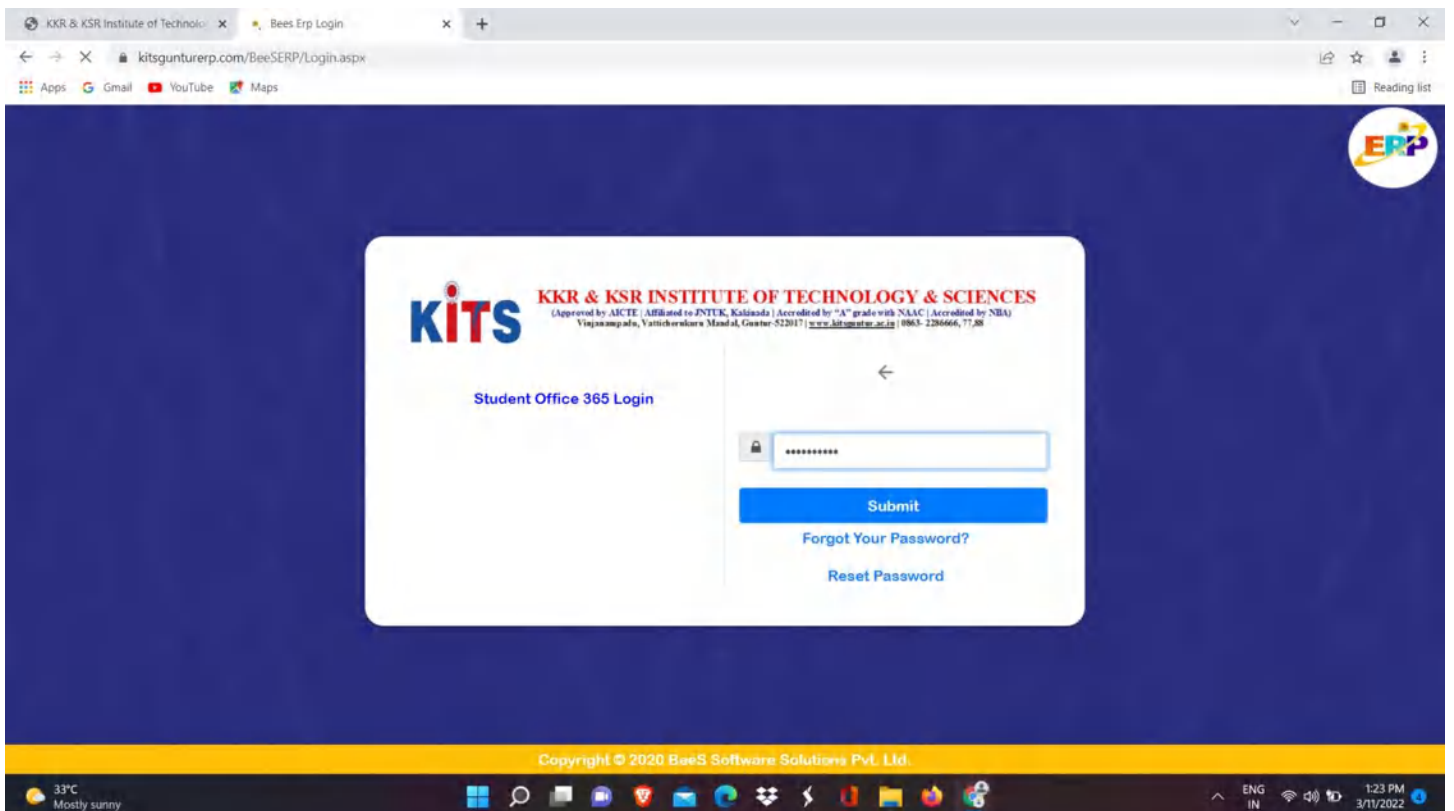 KKR & KSR Institute of Technolo
Bees Erp Login
kitsgunturerp.com/BeeSERP/Login.aspx
Apps Gmail YouTube Maps Reading list
ERP
KiTS
KKR & KSR INSTITUTE OF TECHNOLOGY & SCIENCES
(Approved by AICTE | Affiliated to JNTUK, Kakinada | Accredited by "A" grade with NAAC | Accredited by NBA)
Vinjanampadu, Vatticherukuru Mandal, Guntur-522017 | www.kitsguntur.ac.in | 0863- 2286666, 77,88
Student Office 365 Login
Submit
Forgot Your Password?
Reset Password
Copyright © 2020 BeeS Software Solutions Pvt. Ltd.
33°C
Mostly sunny
ENG
IN
1:23 PM
3/11/2022
4